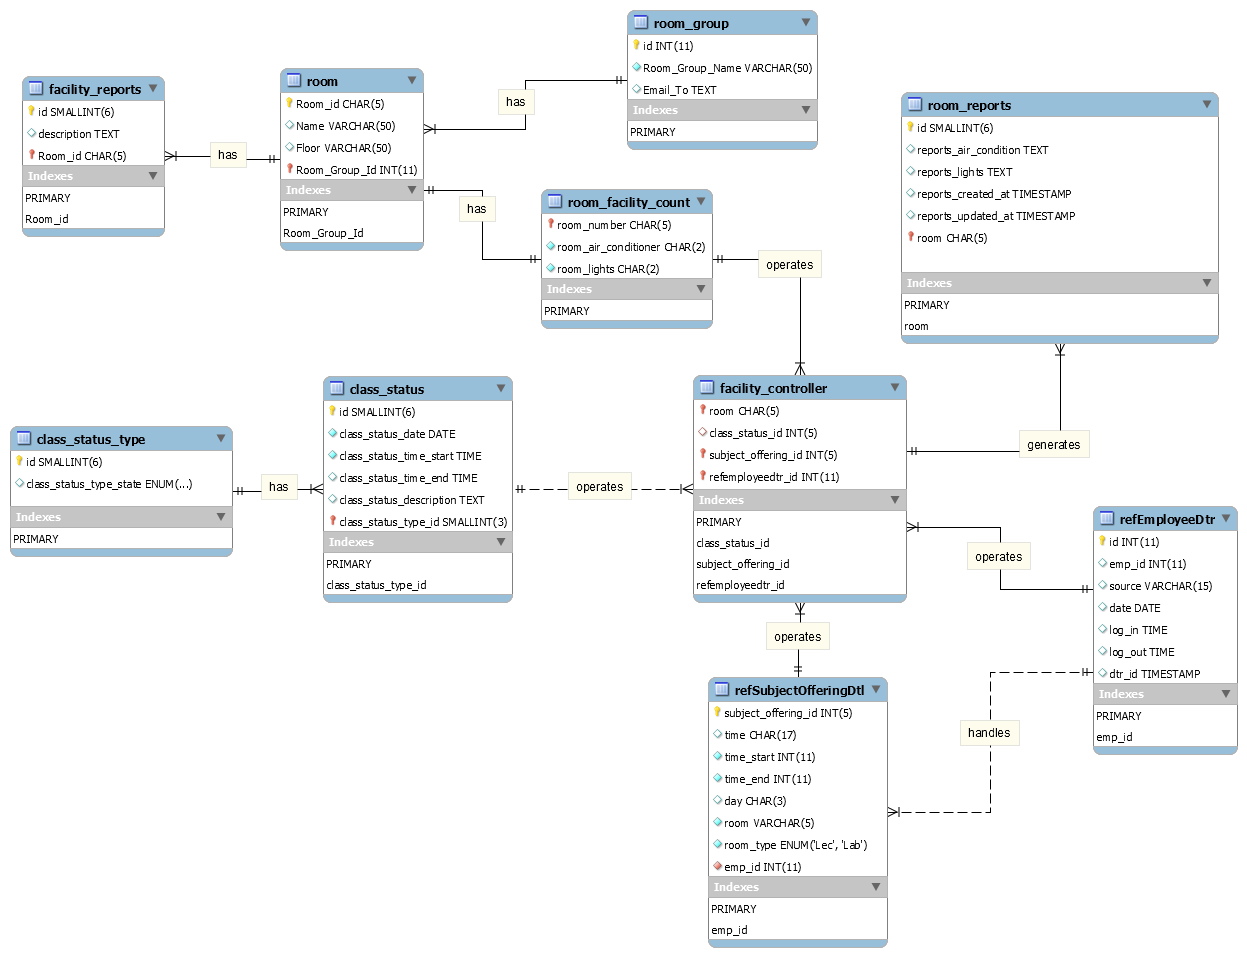 room_group
id INT(11)
Room_Group_Name VARCHAR(50)
Email_To TEXT
Indexes
PRIMARY
facility_reports
id SMALLINT(6)
description TEXT
Room_id CHAR(5)
Indexes
PRIMARY
Room_id
has
room
Room_id CHAR(5)
Name VARCHAR(50)
Floor VARCHAR(50)
Room_Group_Id INT(11)
Indexes
PRIMARY
Room_Group_Id
has
has
room_facility_count
room_number CHAR(5)
room_air_conditioner CHAR(2)
room_lights CHAR(2)
Indexes
PRIMARY
operates
room_reports
id SMALLINT(6)
reports_air_condition TEXT
reports_lights TEXT
reports_created_at TIMESTAMP
reports_updated_at TIMESTAMP
room CHAR(5)
Indexes
PRIMARY
room
class_status_type
id SMALLINT(6)
class_status_type_state ENUM(...)
Indexes
PRIMARY
has
class_status
id SMALLINT(6)
class_status_date DATE
class_status_time_start TIME
class_status_time_end TIME
class_status_description TEXT
class_status_type_id SMALLINT(3)
Indexes
PRIMARY
class_status_type_id
operates
facility_controller
room CHAR(5)
class_status_id INT(5)
subject_offering_id INT(5)
refemployeedtr_id INT(11)
Indexes
PRIMARY
class_status_id
subject_offering_id
refemployeedtr_id
generates
operates
refEmployeeDtr
id INT(11)
emp_id INT(11)
source VARCHAR(15)
date DATE
log_in TIME
log_out TIME
dtr_id TIMESTAMP
Indexes
PRIMARY
emp_id
operates
refSubjectOfferingDtl
subject_offering_id INT(5)
time CHAR(17)
time_start INT(11)
time_end INT(11)
day CHAR(3)
room VARCHAR(5)
room_type ENUM('Lec', 'Lab')
emp_id INT(11)
Indexes
PRIMARY
emp_id
handles